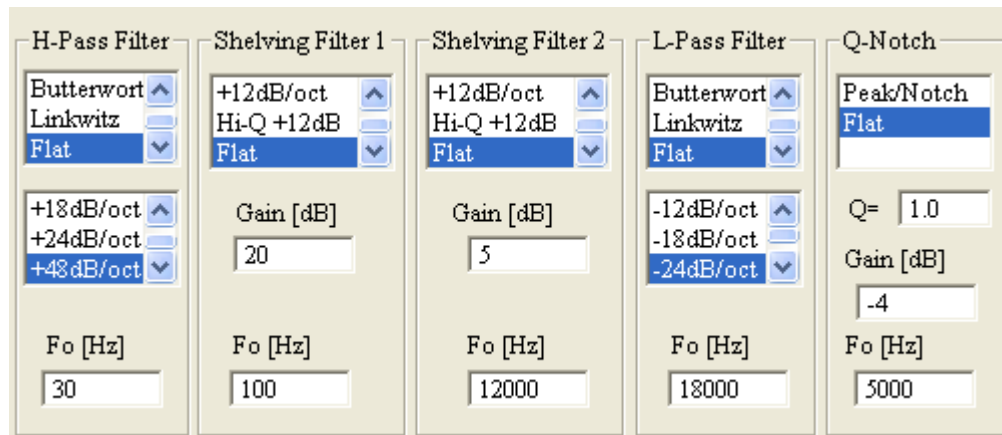 H-Pass Filter
Butterwort
Linkwitz
Flat
+18dB/oct
+24dB/oct
+48dB/oct
Fo [Hz]
30
Shelving Filter 1
+12dB/oct
Hi-Q +12dB
Flat
Gain [dB]
20
Fo [Hz]
100
Shelving Filter 2
+12dB/oct
Hi-Q +12dB
Flat
Gain [dB]
5
Fo [Hz]
12000
L-Pass Filter
Butterwort
Linkwitz
Flat
-12dB/oct
-18dB/oct
-24dB/oct
Fo [Hz]
18000
Q-Notch
Peak/Notch
Flat
Q= 1.0
Gain [dB]
-4
Fo [Hz]
5000